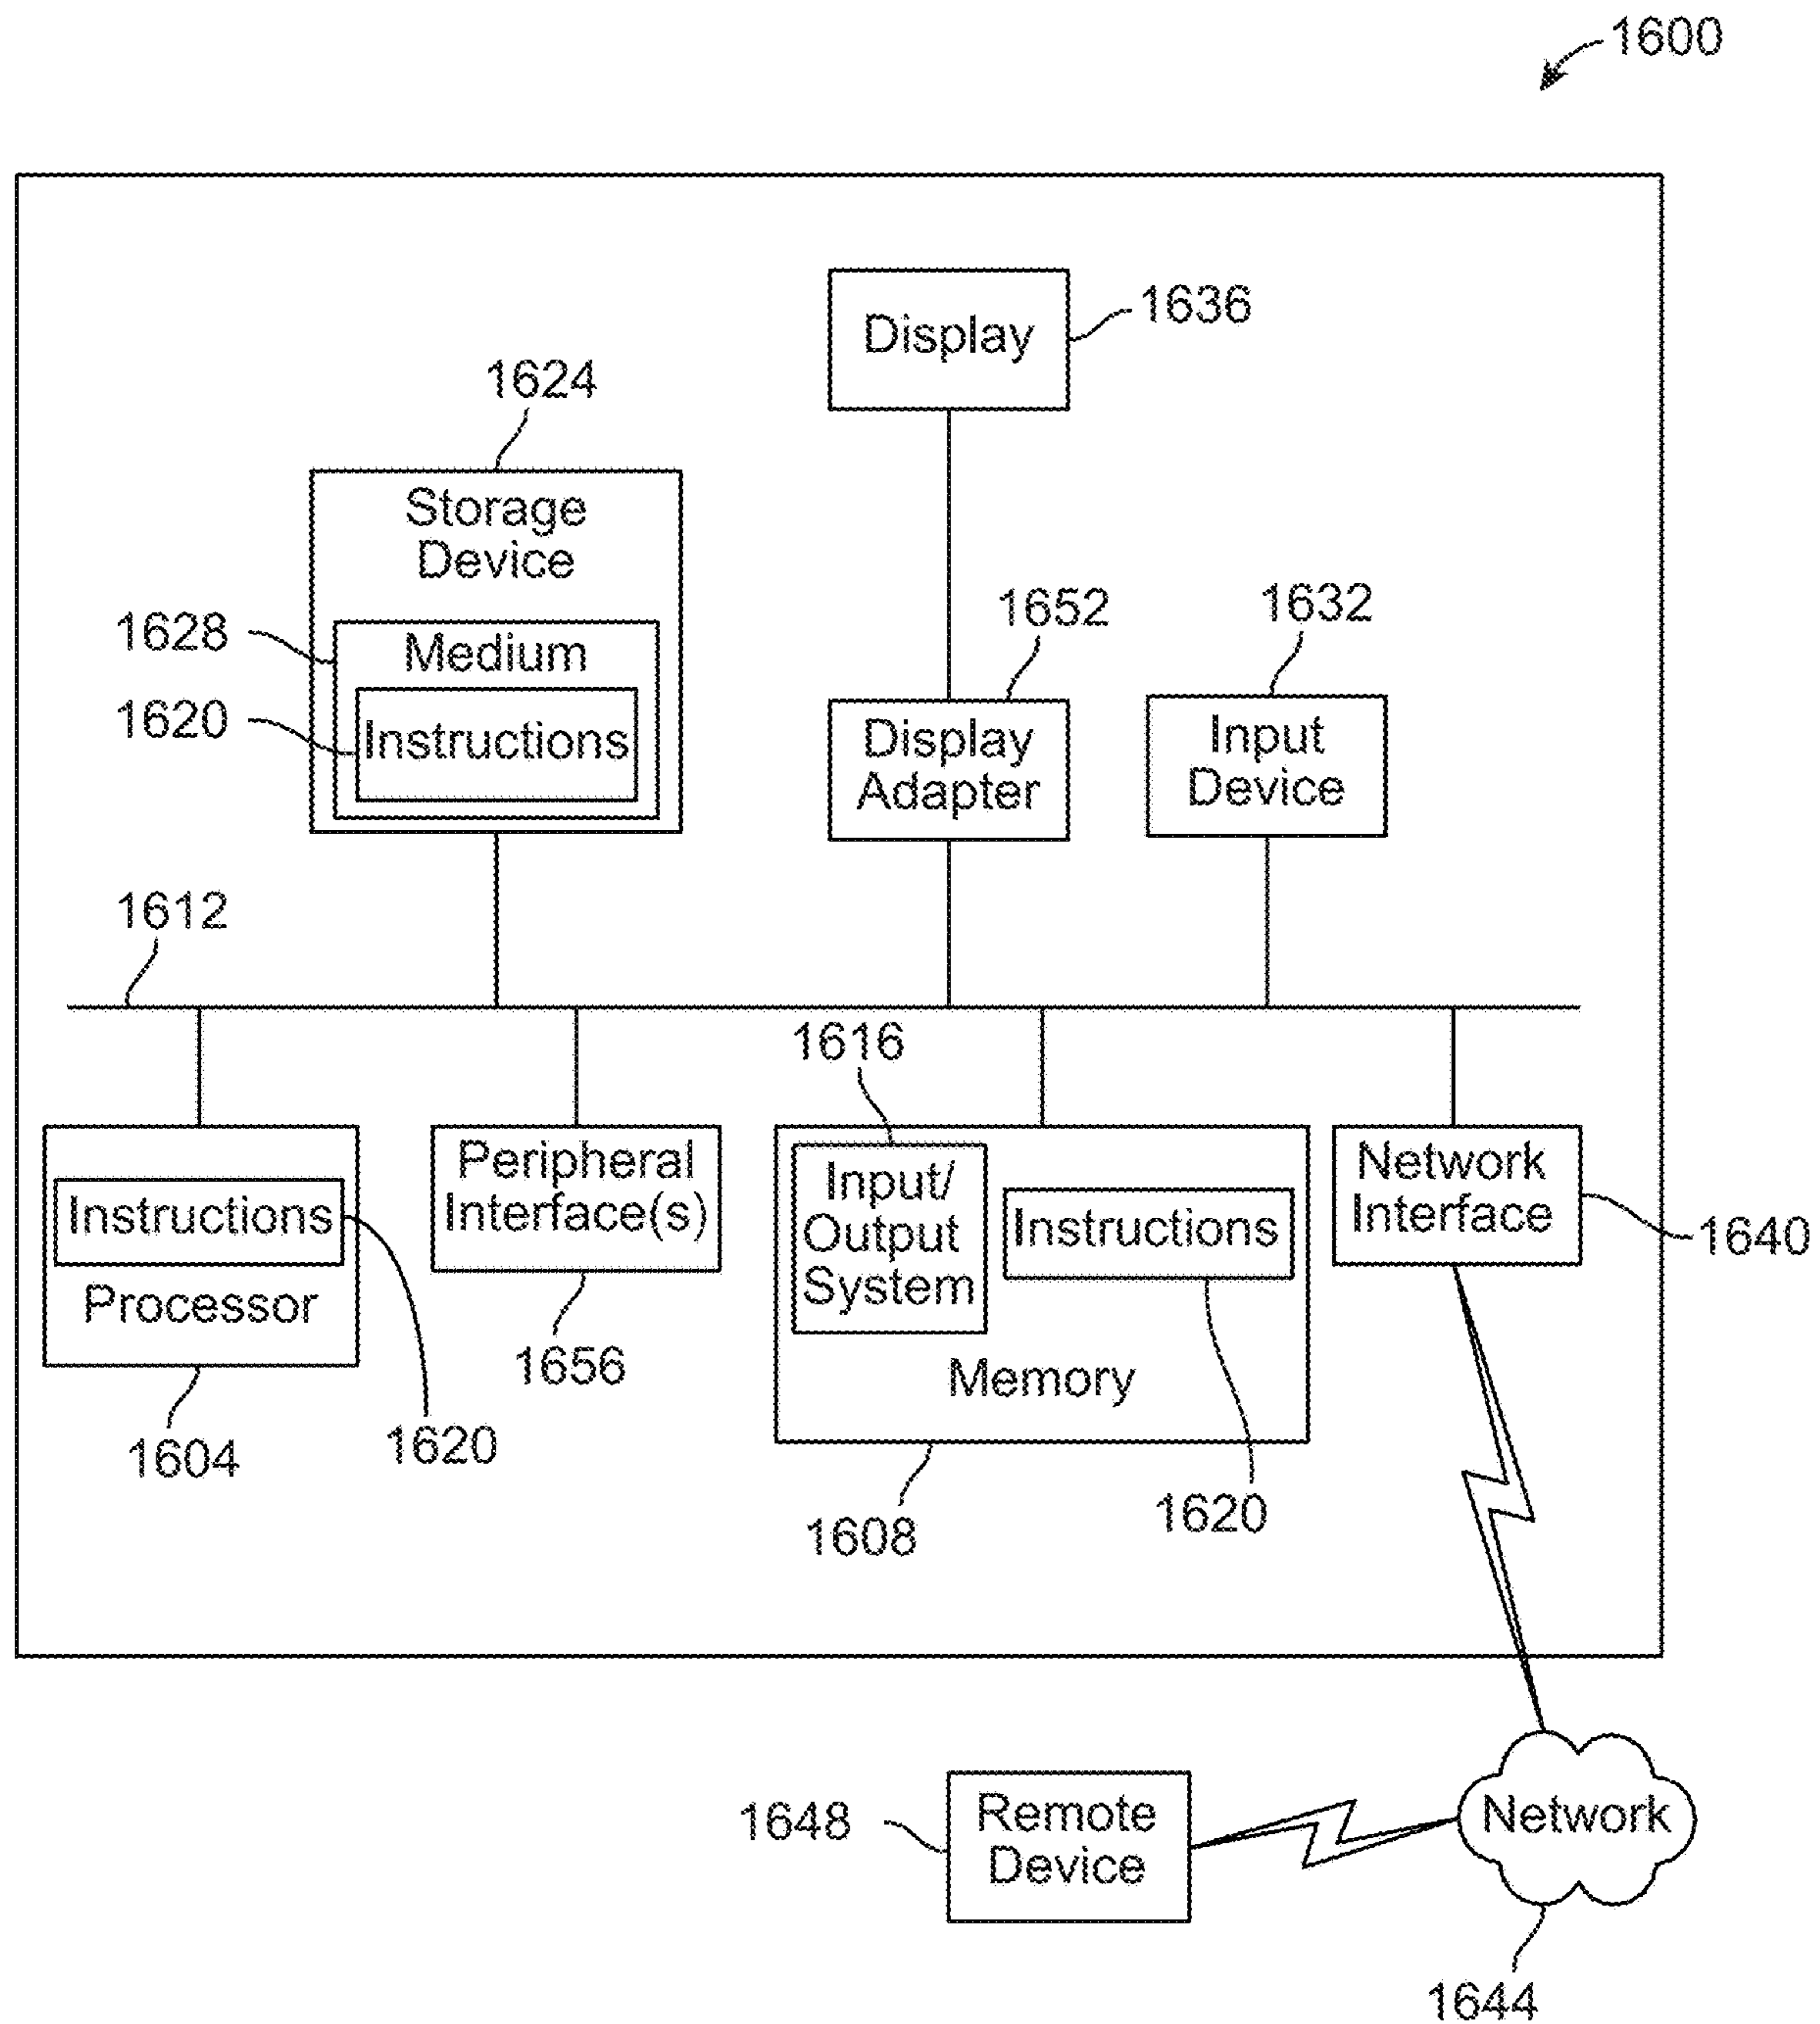 1600
Display
1636
1624
Storage
Device
1628
Medium
1620
Instructions
1652
Display
Adapter
1632
Input
Device
1612
1616
Instructions
Processor
1604
1620
Peripheral
Interface(s)
1656
Input/
Output
System
Instructions
Memory
1608
1620
Network
Interface
1640
1648
Remote
Device
Network
1644